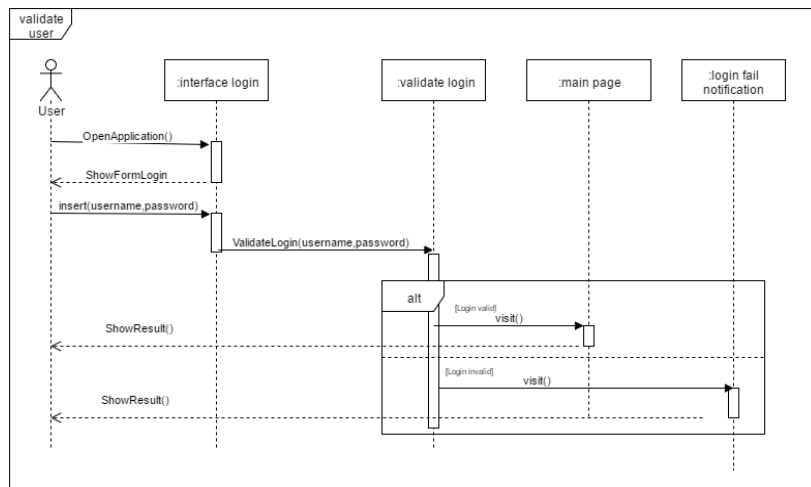 validate
user
User
:interface login
:validate login
:main page
:login fail
notification
OpenApplication()
ShowFormLogin
insert(username,password)
ValidateLogin(username,password)
alt
[Login valid]
visit()
ShowResult()
[Login invalid]
visit()
ShowResult()